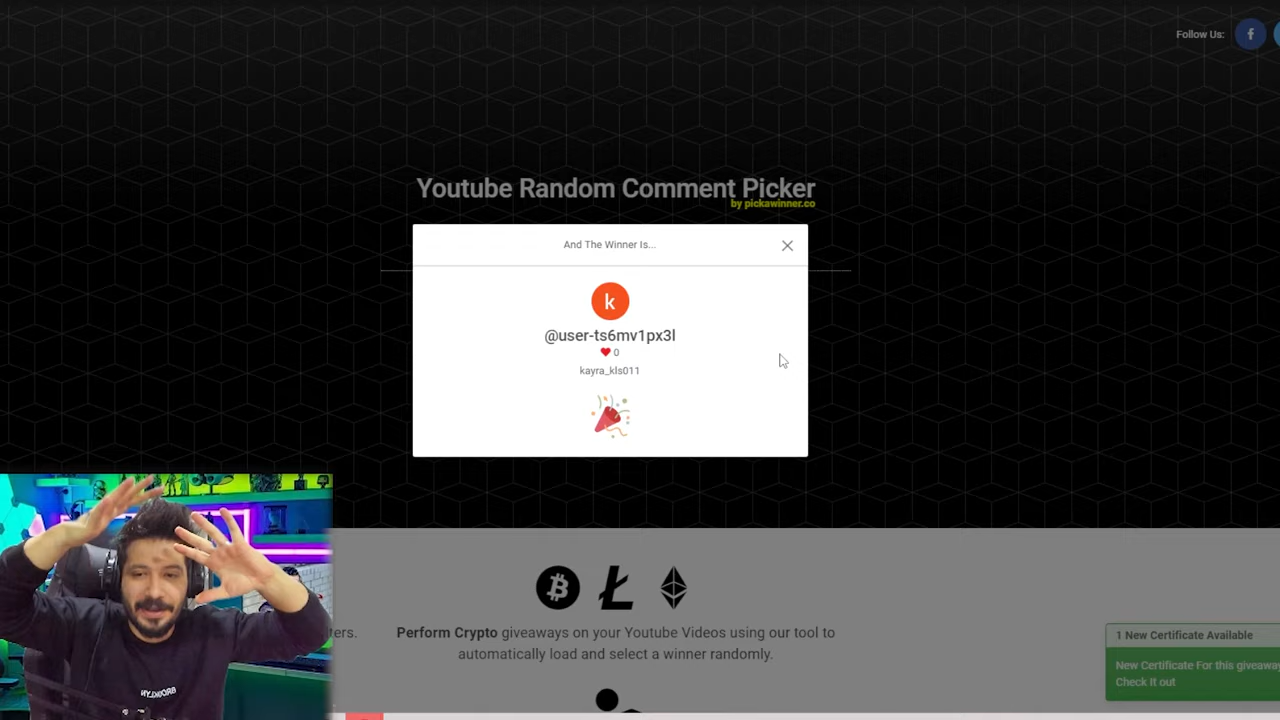 Follow Us:
f
Youtube Random Comment Picker
by pickawinner.co
And The Winner Is...
k
@user-ts6mv1px3l
0
kayra_kls011
ters.
Perform Crypto giveaways on your Youtube Videos using our tool to
automatically load and select a winner randomly.
1 New Certificate Available
New Certificate For this giveaway
Check It out
BROOKLYN